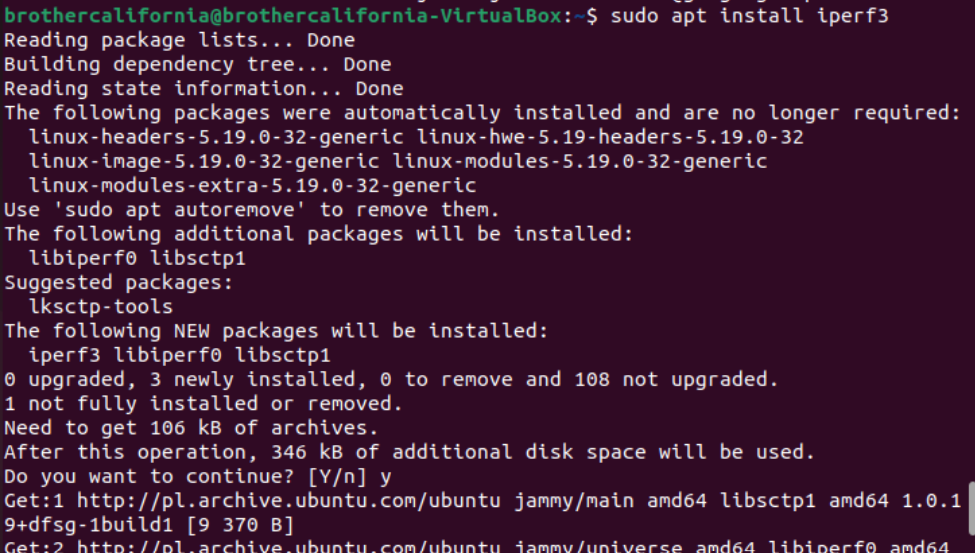 brothercalifornia@brothercalifornia-VirtualBox:~$ sudo apt install iperf3
Reading package lists... Done
Building dependency tree... Done
Reading state information... Done
The following packages were automatically installed and are no longer required:
  linux-headers-5.19.0-32-generic linux-hwe-5.19-headers-5.19.0-32
  linux-image-5.19.0-32-generic linux-modules-5.19.0-32-generic
  linux-modules-extra-5.19.0-32-generic
Use 'sudo apt autoremove' to remove them.
The following additional packages will be installed:
  libiperf0 libsctp1
Suggested packages:
  lksctp-tools
The following NEW packages will be installed:
  iperf3 libiperf0 libsctp1
0 upgraded, 3 newly installed, 0 to remove and 108 not upgraded.
1 not fully installed or removed.
Need to get 106 kB of archives.
After this operation, 346 kB of additional disk space will be used.
Do you want to continue? [Y/n] y
Get:1 http://pl.archive.ubuntu.com/ubuntu jammy/main amd64 libsctp1 amd64 1.0.1
9+dfsg-1build1 [9 370 B]
Get:2 http://pl.archive.ubuntu.com/ubuntu jammy/universe amd64 libiperf0 amd64